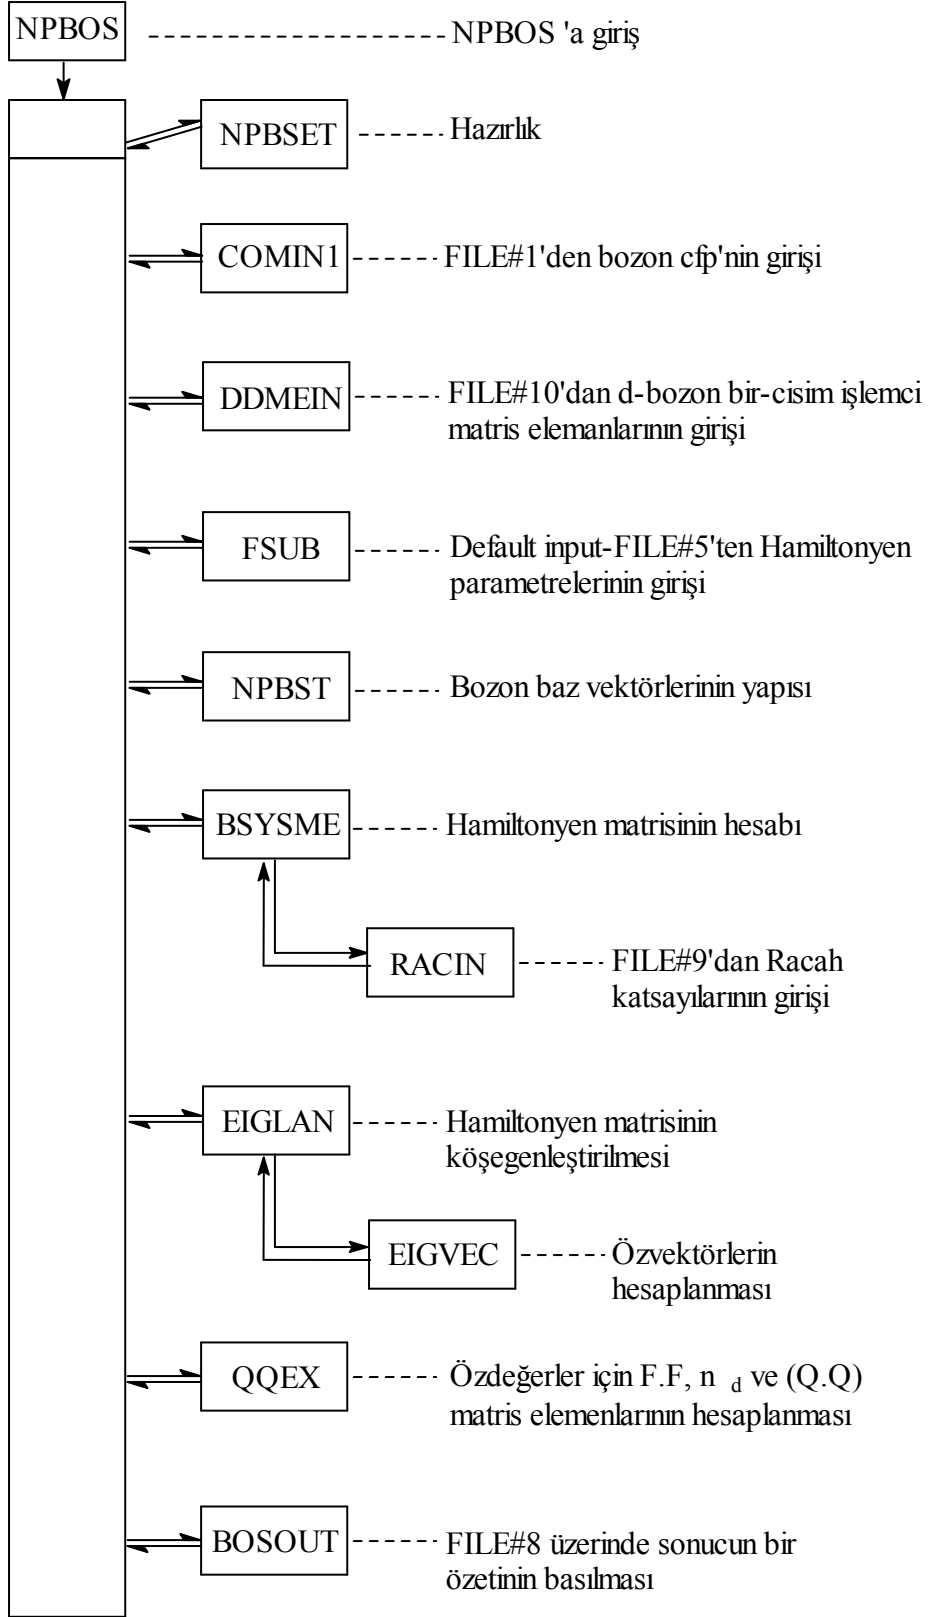 NPBOS
NPBOS 'a giriş
NPBSET
Hazırlık
COMIN1
FILE#1'den bozon cfp'nin girişi
DDMEIN
FILE#10'dan d-bozon bir-cisim işlemci
matris elemanlarının girişi
FSUB
Default input-FILE#5'ten Hamiltonyen
parametrelerinin girişi
NPBST
Bozon baz vektörlerinin yapısı
BSYSME
Hamiltonyen matrisinin hesabı
RACIN
FILE#9'dan Racah
katsayılarının girişi
EIGLAN
Hamiltonyen matrisinin
köşegenleştirilmesi
EIGVEC
Özvektörlerin
hesaplanması
QQEX
Özdeğerler için F.F, n d ve (Q.Q)
matris elemenlarının hesaplanması
BOSOUT
FILE#8 üzerinde sonucun bir
özetinin basılması